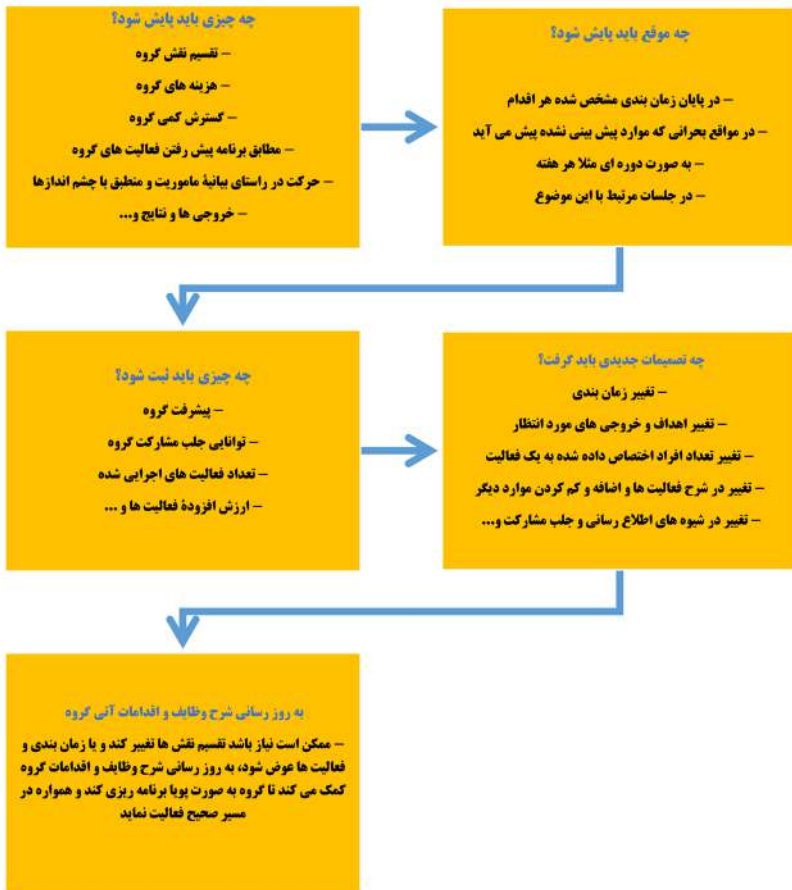 چه چیزی باید پایش شود؟
– تقسیم نقش گروه
– هزینه های گروه
– گسترش کمی گروه
– مطابق برنامه پیش رفتن فعالیت های گروه
– حرکت در راستای بیانیۀ ماموریت و منطبق با چشم اندازها
– خروجی ها و نتایج و...
چه موقع باید پایش شود؟
– در پایان زمان بندی مشخص شده هر اقدام
– در مواقع بحرانی که موارد پیش بینی نشده پیش می آید
– به صورت دوره ای مثلا هر هفته
– در جلسات مرتبط با این موضوع
چه چیزی باید ثبت شود؟
– پیشرفت گروه
– توانایی جلب مشارکت گروه
– تعداد فعالیت های اجرایی شده
– ارزش افزودۀ فعالیت ها و ...
چه تصمیمات جدیدی باید گرفت؟
– تغییر زمان بندی
– تغییر اهداف و خروجی های مورد انتظار
– تغییر تعداد افراد اختصاص داده شده به یک فعالیت
– تغییر در شرح فعالیت ها و اضافه و کم کردن موارد دیگر
– تغییر در شیوه های اطلاع رسانی و جلب مشارکت و...
به روز رسانی شرح وظایف و اقدامات آتی گروه
– ممکن است نیاز باشد تقسیم نقش ها تغییر کند و یا زمان بندی و
فعالیت ها عوض شود، به روز رسانی شرح وظایف و اقدامات گروه
کمک می کند تا گروه به صورت پویا برنامه ریزی کند و همواره در
مسیر صحیح فعالیت نماید